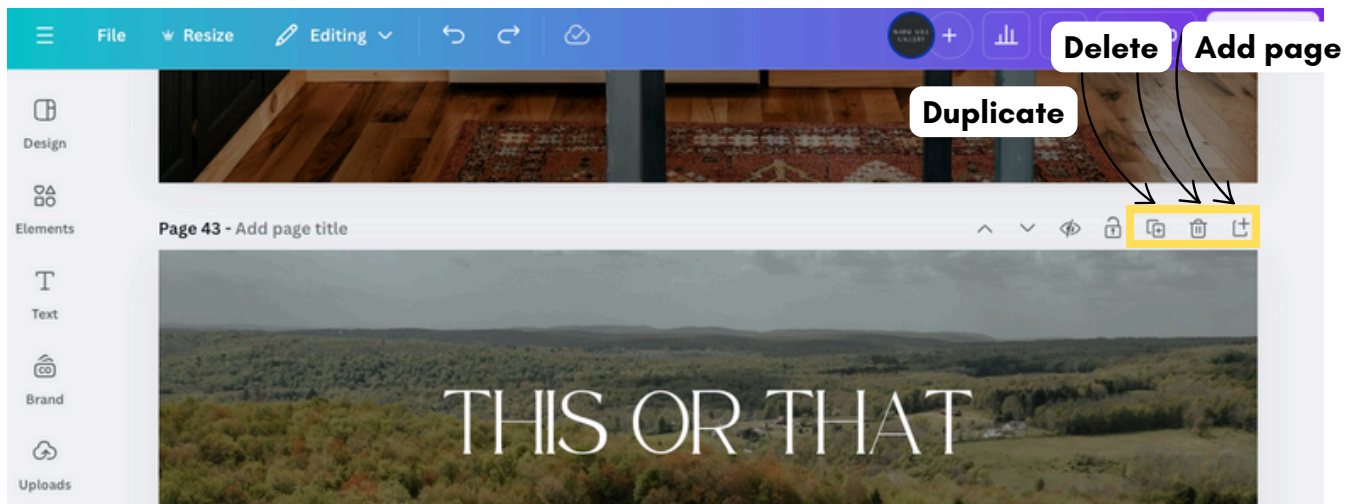 File
Resize
Editing
Delete
Add page
Duplicate
Design
Elements
Page 43 - Add page title
Text
THIS OR THAT
CO
Brand
Uploads